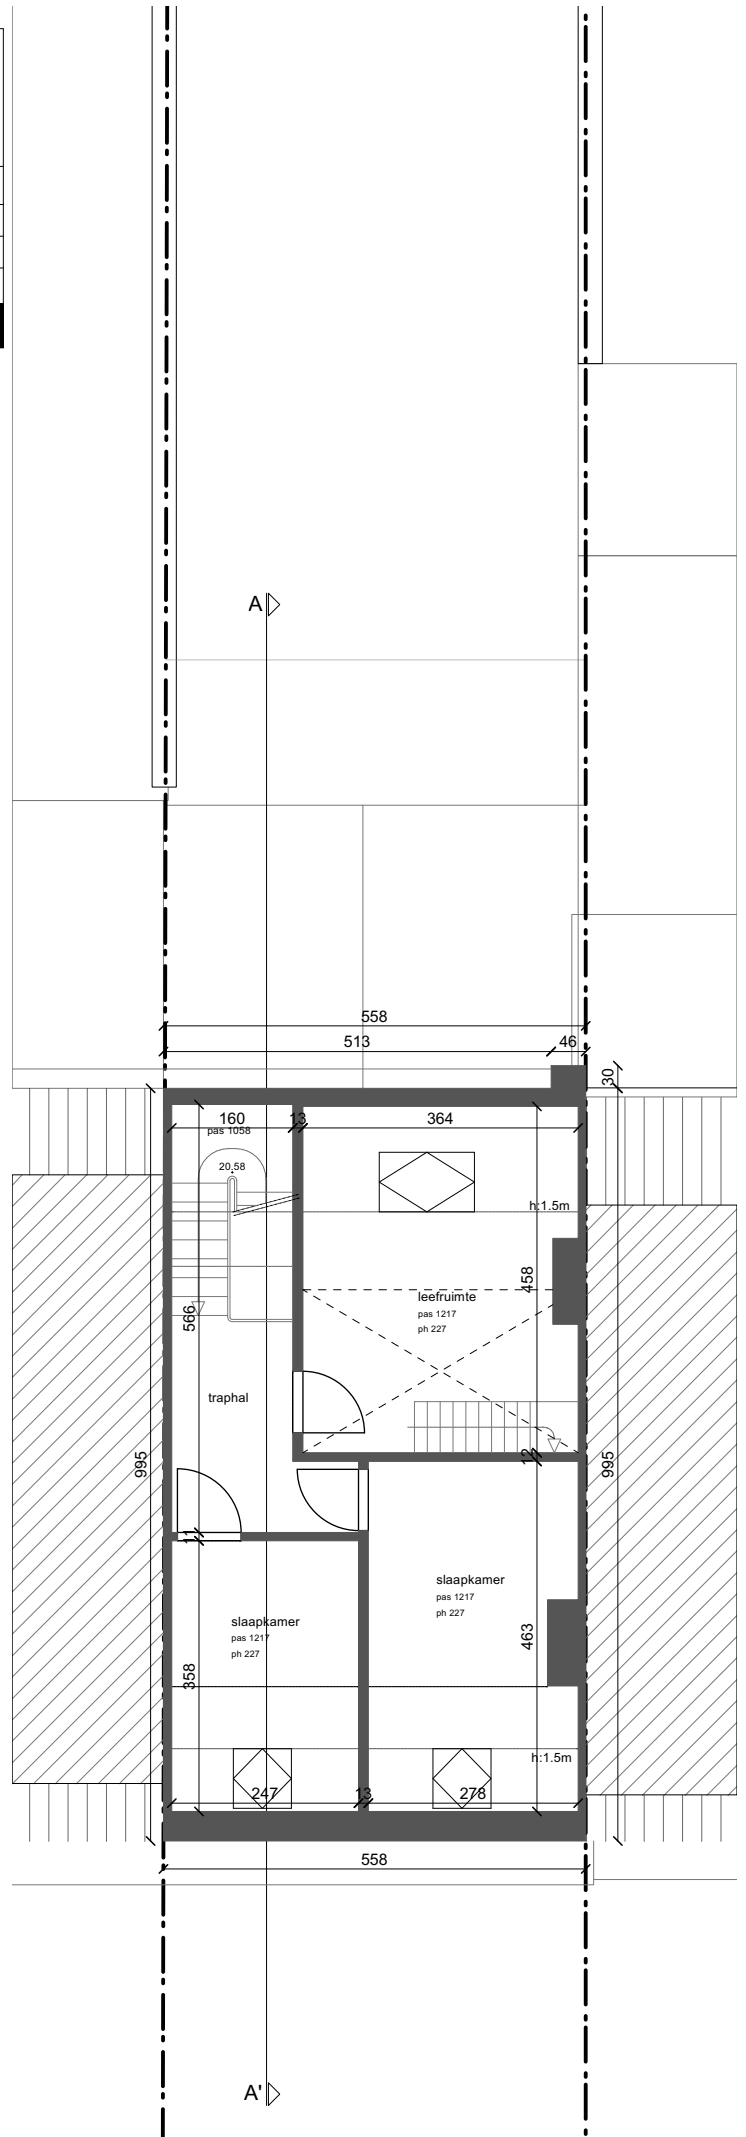 A
558
513
46
30
160
13
364
pas 1058
20,58
h:1.5m
458
leefruimte
pas 1217
ph 227
566
traphal
12
995
995
11
slaapkamer
pas 1217
ph 227
slaapkamer
pas 1217
ph 227
463
358
h:1.5m
247
13
278
558
A'